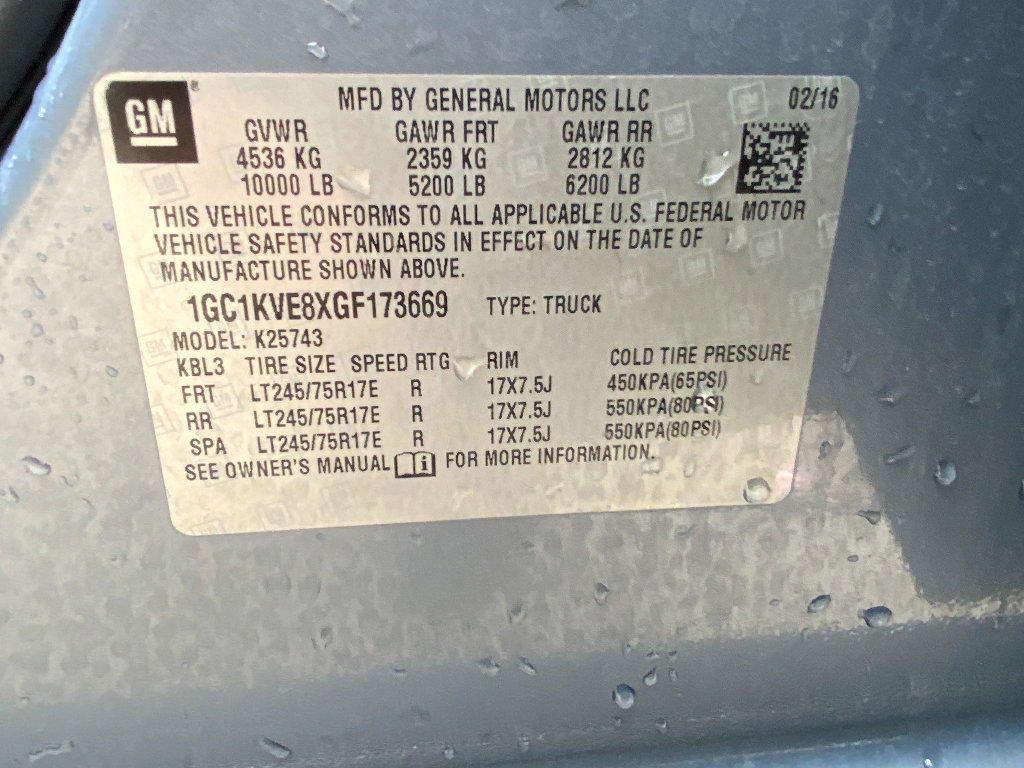 GM
MFD BY GENERAL MOTORS LLC 02/16
GVWR GAWR FRT GAWR RR
4536 KG 2359 KG 2812 KG
10000 LB 5200 LB 6200 LB
THIS VEHICLE CONFORMS TO ALL APPLICABLE U.S. FEDERAL MOTOR
VEHICLE SAFETY STANDARDS IN EFFECT ON THE DATE OF
MANUFACTURE SHOWN ABOVE.
1GC1KVE8XGF173669 TYPE: TRUCK
MODEL: K25743
KBL3 TIRE SIZE SPEED RTG RIM COLD TIRE PRESSURE
FRT LT245/75R17E R 17X7.5J 450KPA(65PSI)
RR LT245/75R17E R 17X7.5J 550KPA(80PSI)
SPA LT245/75R17E R 17X7.5J 550KPA(80PSI)
SEE OWNER'S MANUAL FOR MORE INFORMATION.